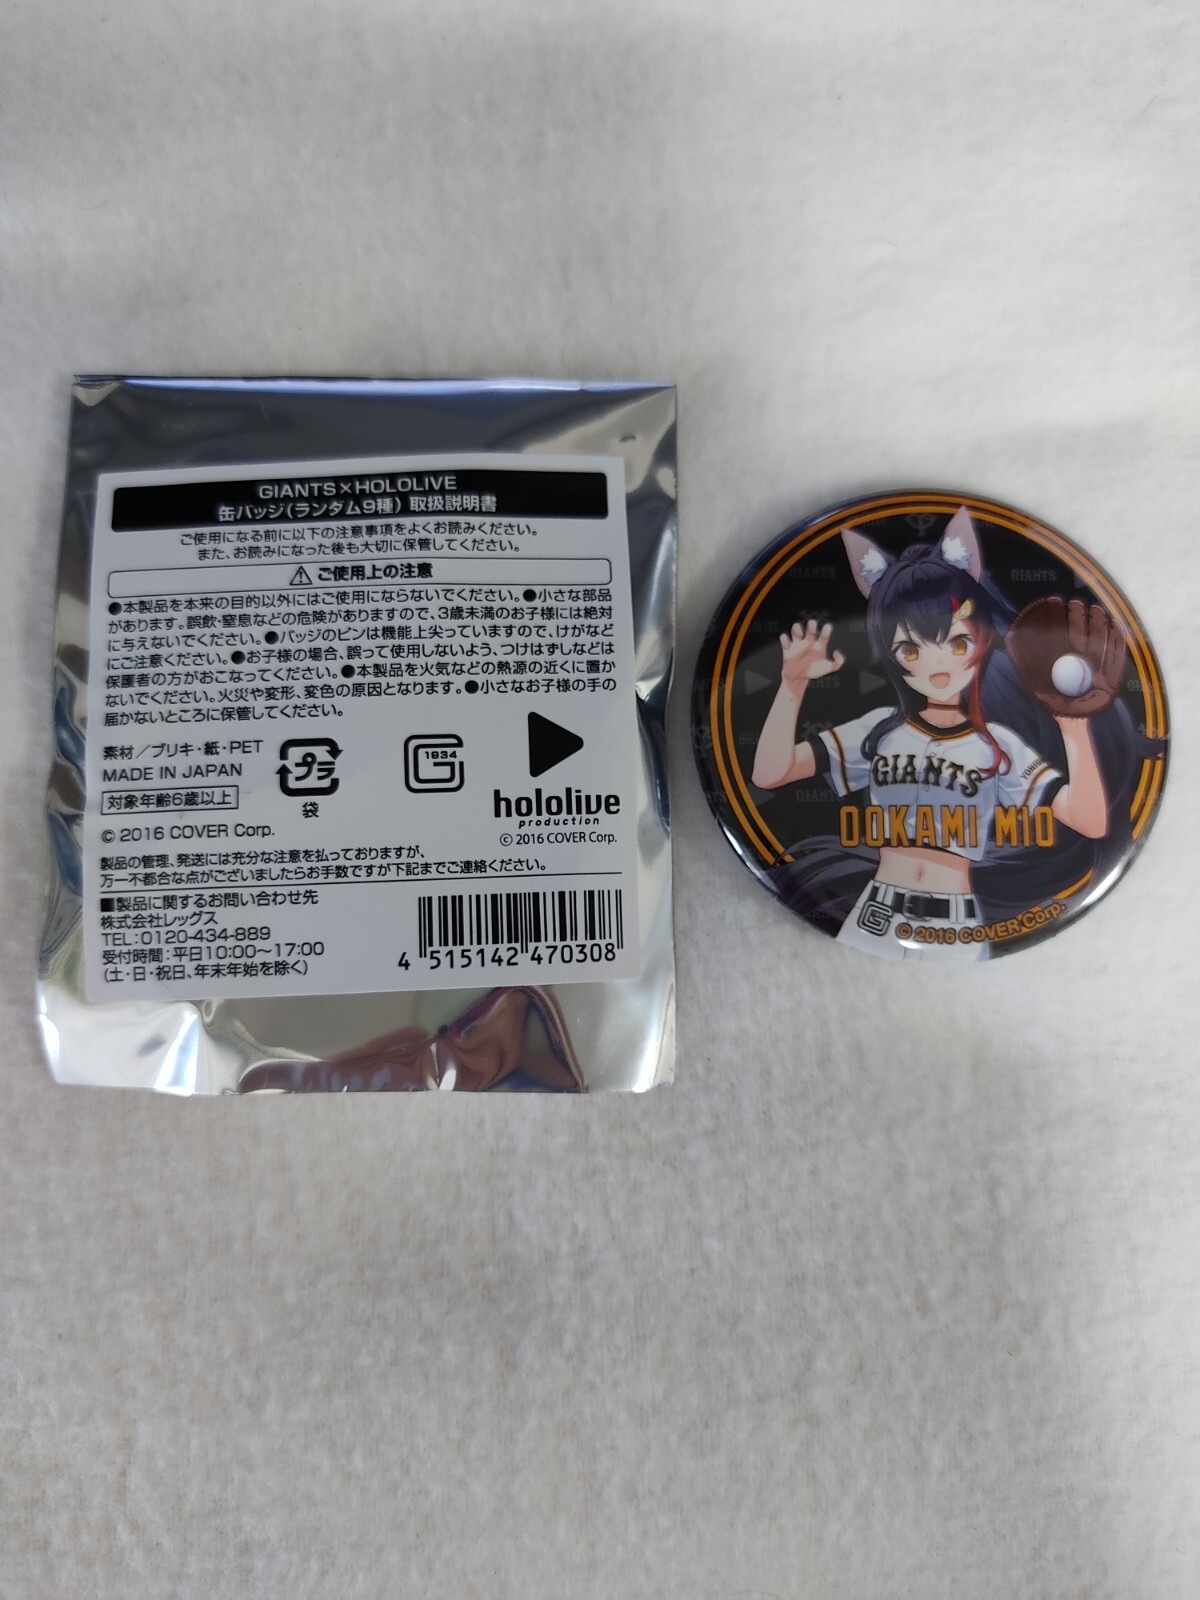 GIANTS×HOLOLIVE
缶バッジ(ランダム9種) 取扱説明書
ご使用になる前に以下の注意事項をよくお読みください。
また、お読みになった後も大切に保管してください。
ご使用上の注意
●本製品を本来の目的以外にはご使用にならないでください。●小さな部品
があります。誤飲・窒息などの危険がありますので、3歳未満のお子様には絶対
に与えないでください。●バッジのピンは機能上尖っていますので、けがなど
にご注意ください。●お子様の場合、誤って使用しないよう、つけはずしなどは
保護者の方がおこなってください。●本製品を火気などの熱源の近くに置か
ないでください。火災や変形、変色の原因となります。●小さなお子様の手の
届かないところに保管してください。
素材/ブリキ・紙・PET
MADE IN JAPAN
対象年齢6歳以上
© 2016 COVER Corp.
プラ
袋
1934
hololive
production
© 2016 COVER Corp.
製品の管理、発送には充分な注意を払っておりますが、
万一不都合な点がございましたらお手数ですが下記までご連絡ください。
■製品に関するお問い合わせ先
株式会社レッグス
TEL:0120-434-889
受付時間:平日10:00〜17:00
(土・日・祝日、年末年始を除く)
4 515142 470308
GIANTS
GIANTS
OOKAMI MIO
© 2016 COVER Corp.